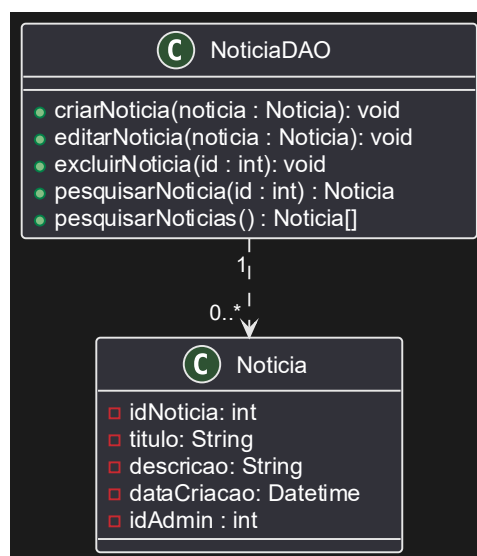 C NoticiaDAO
criarNoticia(noticia : Noticia): void
editarNoticia(noticia : Noticia): void
excluirNoticia(id : int): void
pesquisarNoticia(id : int) : Noticia
pesquisarNoticias() : Noticia[]
1
0..*
C Noticia
idNoticia: int
titulo: String
descricao: String
dataCriacao: Datetime
idAdmin : int